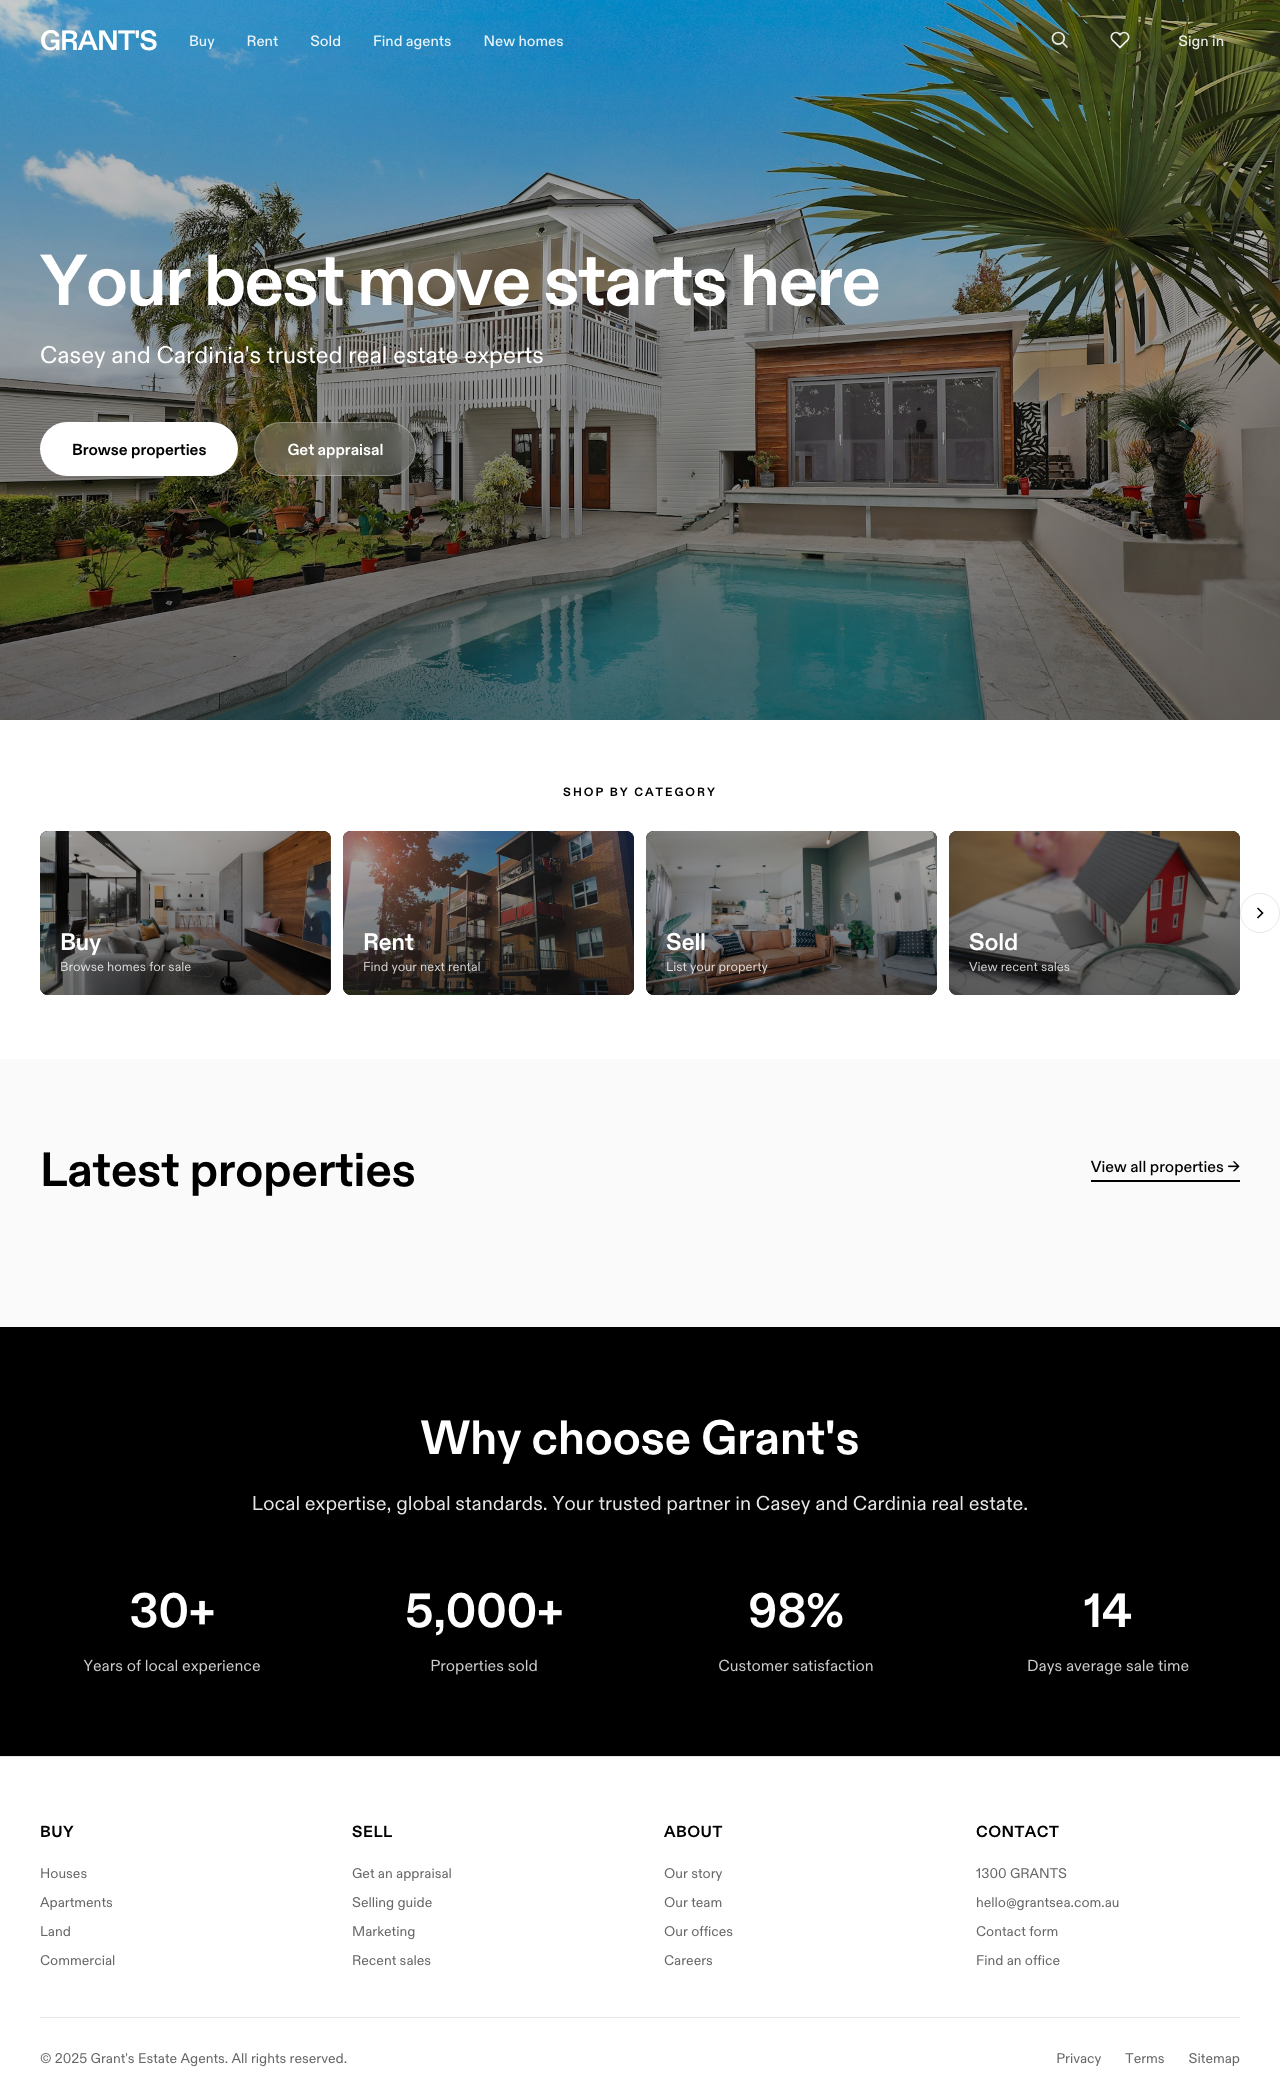 GRANT'S Buy Rent Sold Find agents New homes Sign in
Your best move starts here
Casey and Cardinia's trusted real estate experts
Browse properties Get appraisal
SHOP BY CATEGORY
Buy
Browse homes for sale
Rent
Find your next rental
Sell
List your property
Sold
View recent sales
Latest properties
View all properties →
Why choose Grant's
Local expertise, global standards. Your trusted partner in Casey and Cardinia real estate.
30+
Years of local experience
5,000+
Properties sold
98%
Customer satisfaction
14
Days average sale time
BUY
Houses
Apartments
Land
Commercial
SELL
Get an appraisal
Selling guide
Marketing
Recent sales
ABOUT
Our story
Our team
Our offices
Careers
CONTACT
1300 GRANTS
hello@grantsea.com.au
Contact form
Find an office
© 2025 Grant's Estate Agents. All rights reserved.
Privacy Terms Sitemap